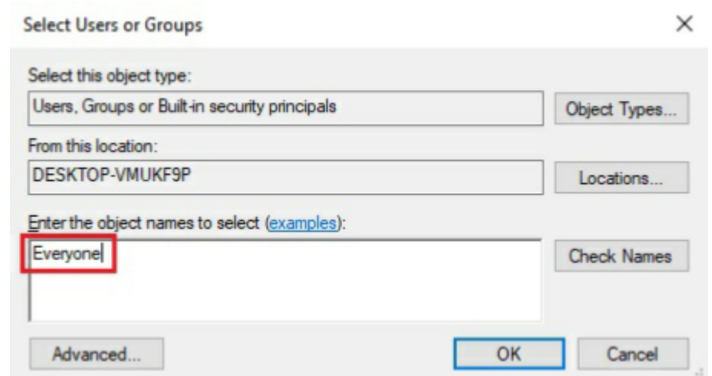 Select Users or Groups
Select this object type:
Users, Groups or Built-in security principals
Object Types...
From this location:
DESKTOP-VMUKF9P
Locations...
Enter the object names to select (examples):
Everyone
Check Names
Advanced...
OK
Cancel